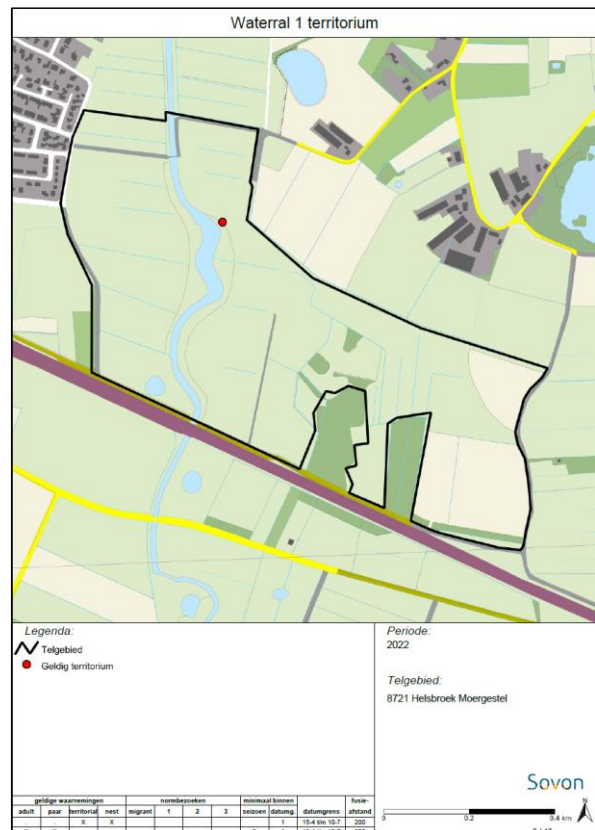 Waterral 1 territorium
Legenda:
Telgebied
Geldig territorium
Periode:
2022
Telgebied:
8721 Helsbroek Moergestel
Sovon
0 0.2 0.4 km
N
geldige waarnemingen normbezoeken minimaal binnen fusie-
adult paar territorial nest migrant 1 2 3 seizoen datumg. datumgrens afstand
. . X X 1 15-4 t/m 10-7 200